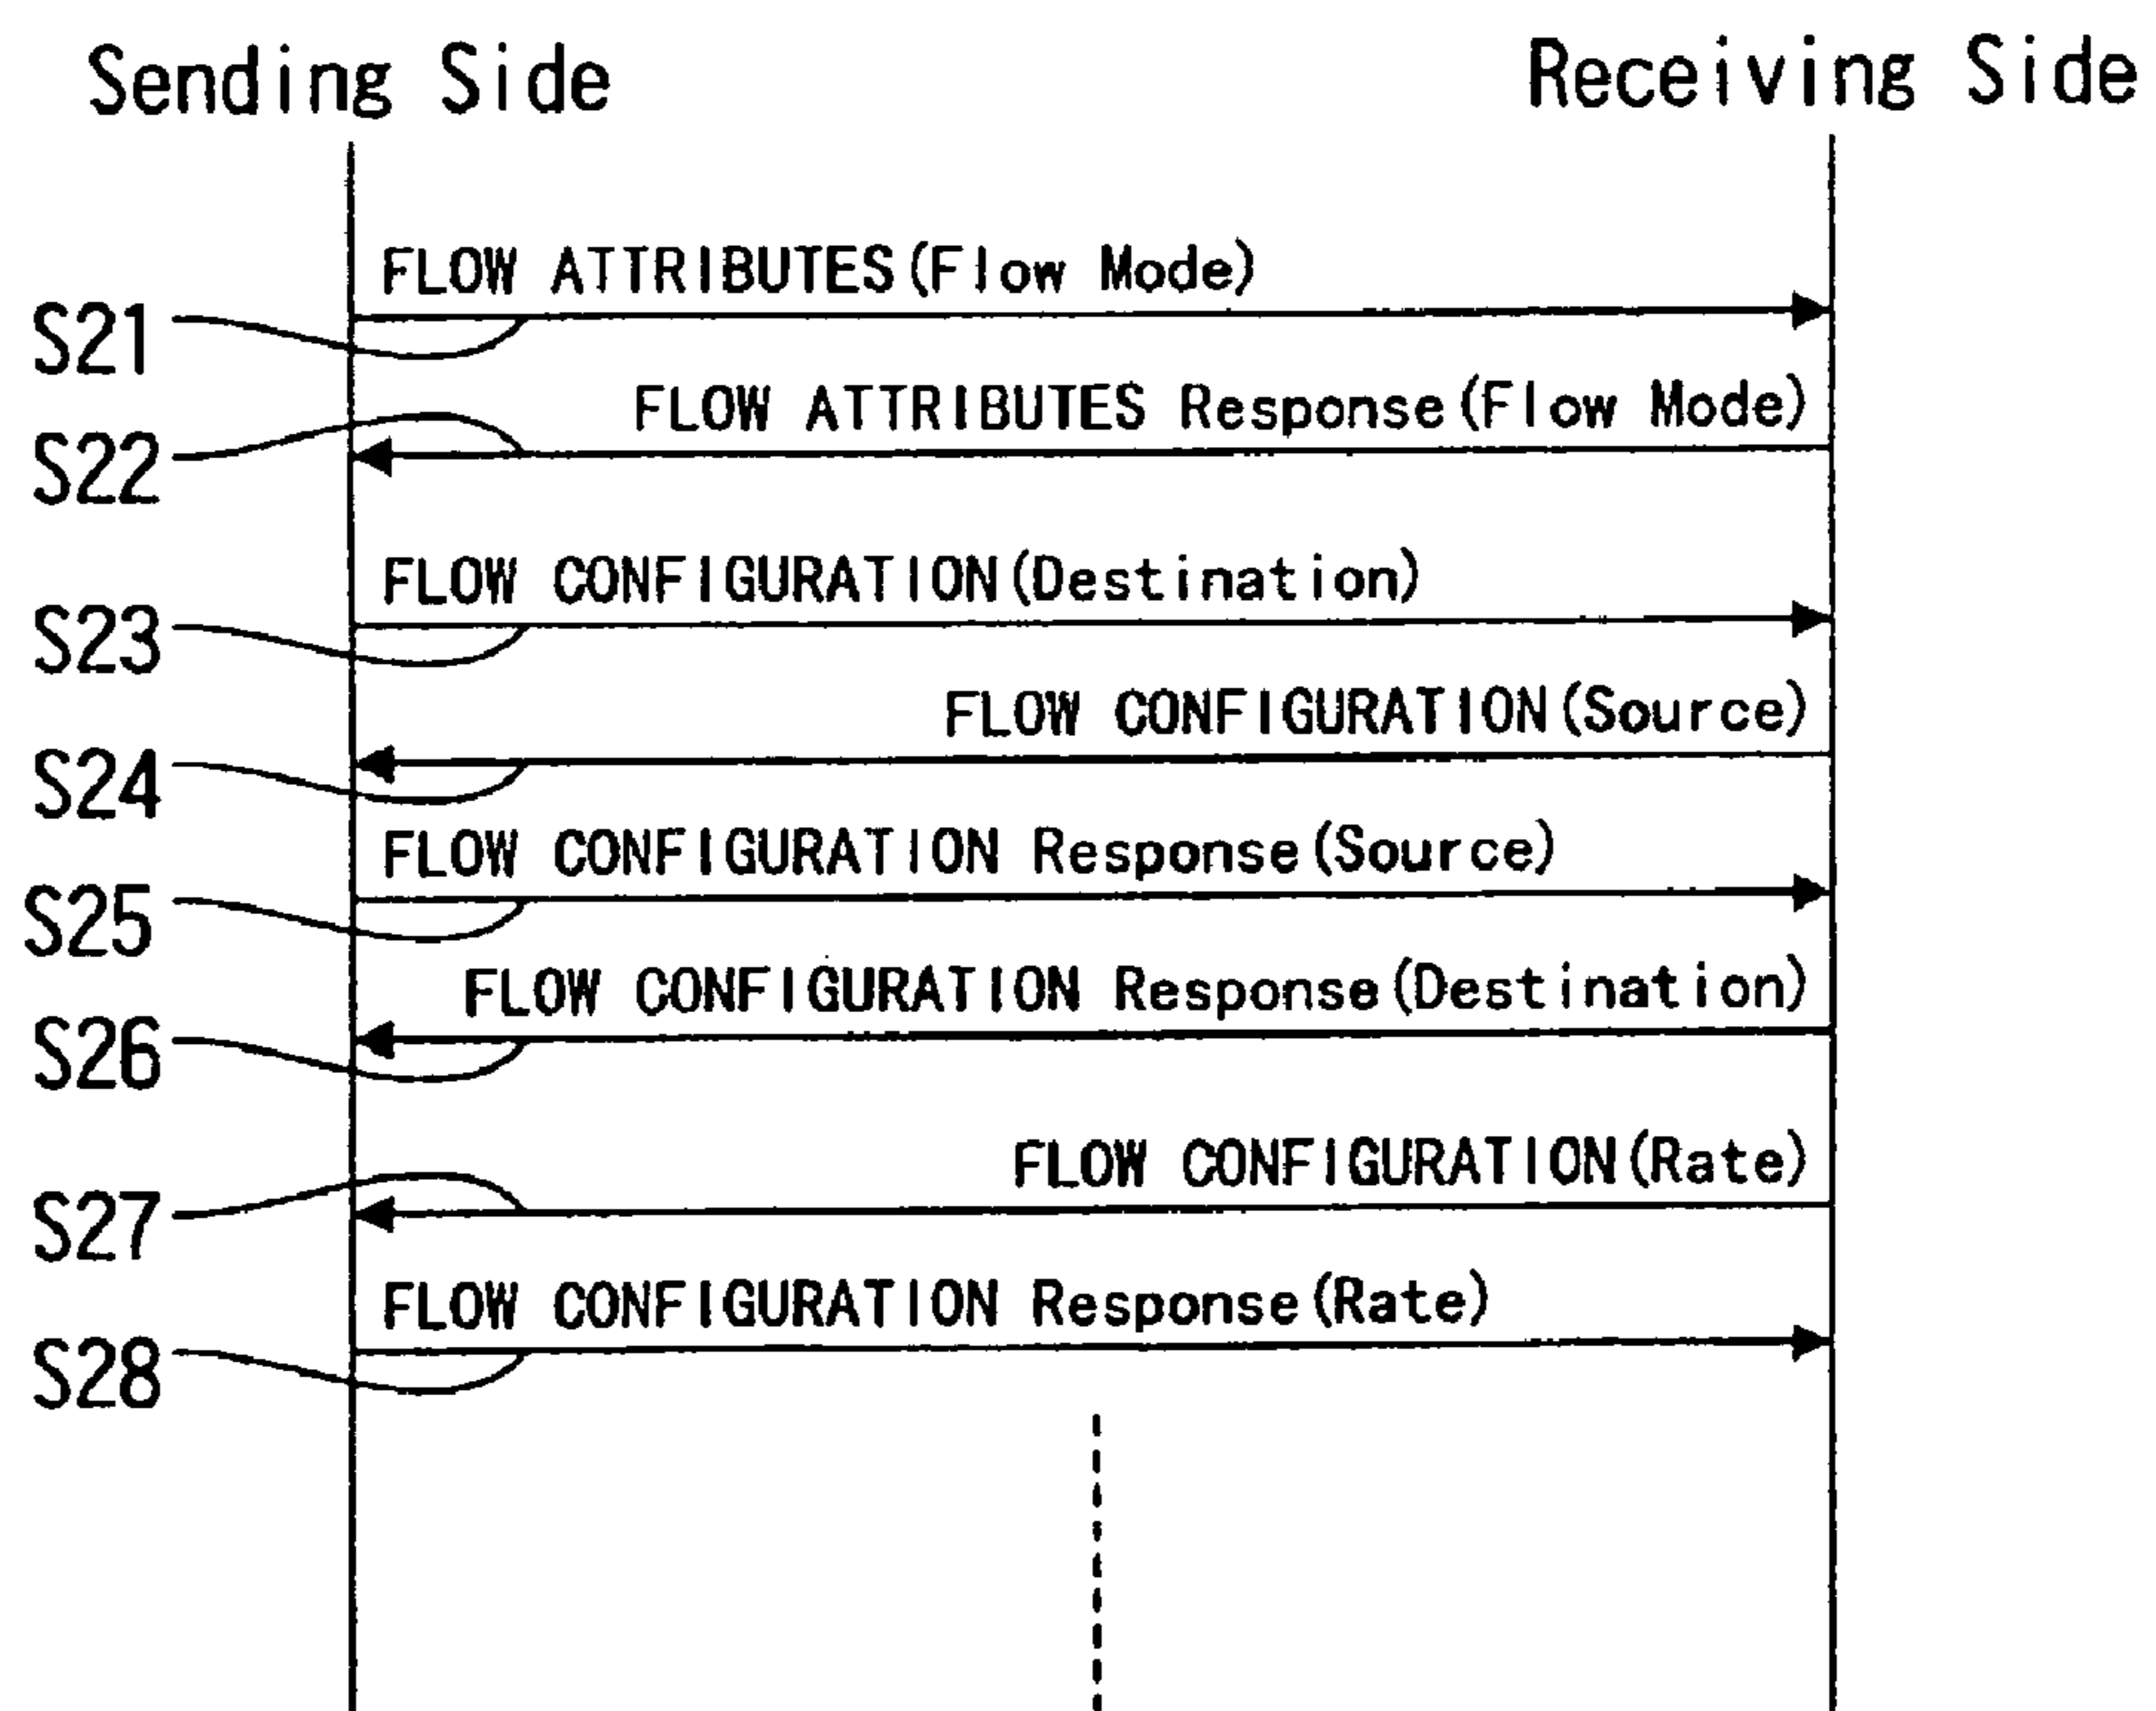 Sending Side
Receiving Side
FLOW ATTRIBUTES(Flow Mode)
S21
FLOW ATTRIBUTES Response(Flow Mode)
S22
FLOW CONFIGURATION(Destination)
S23
FLOW CONFIGURATION(Source)
S24
FLOW CONFIGURATION Response(Source)
S25
FLOW CONFIGURATION Response(Destination)
S26
FLOW CONFIGURATION(Rate)
S27
FLOW CONFIGURATION Response(Rate)
S28